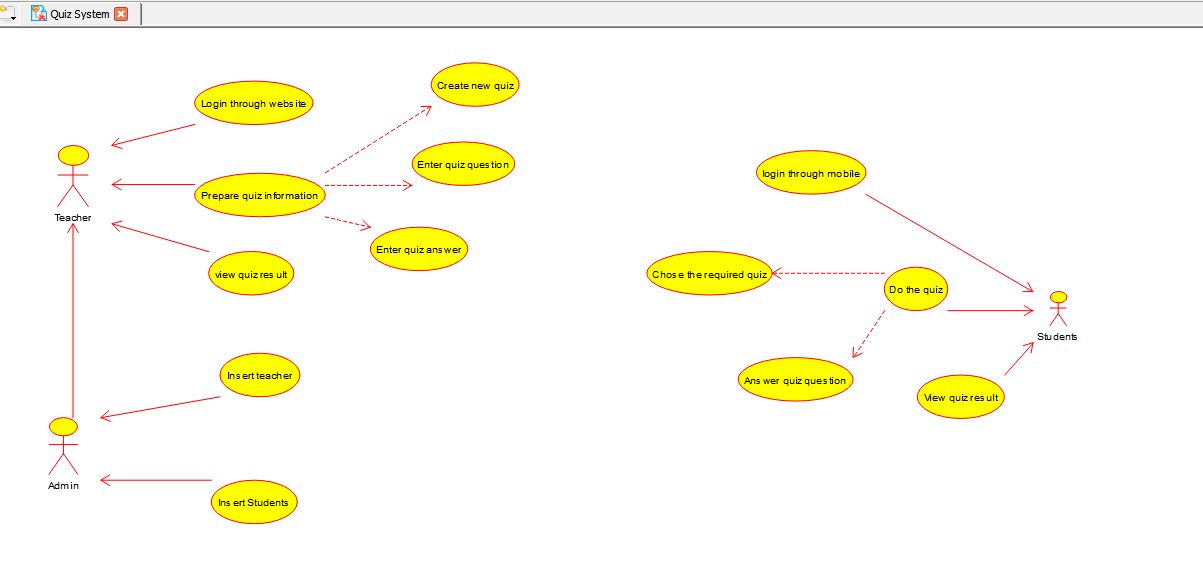 Quiz System
Create new quiz
Login through website
Enter quiz question
login through mobile
Prepare quiz information
Teacher
Enter quiz answer
view quiz result
Chose the required quiz
Do the quiz
Students
Insert teacher
Answer quiz question
View quiz result
Admin
Insert Students